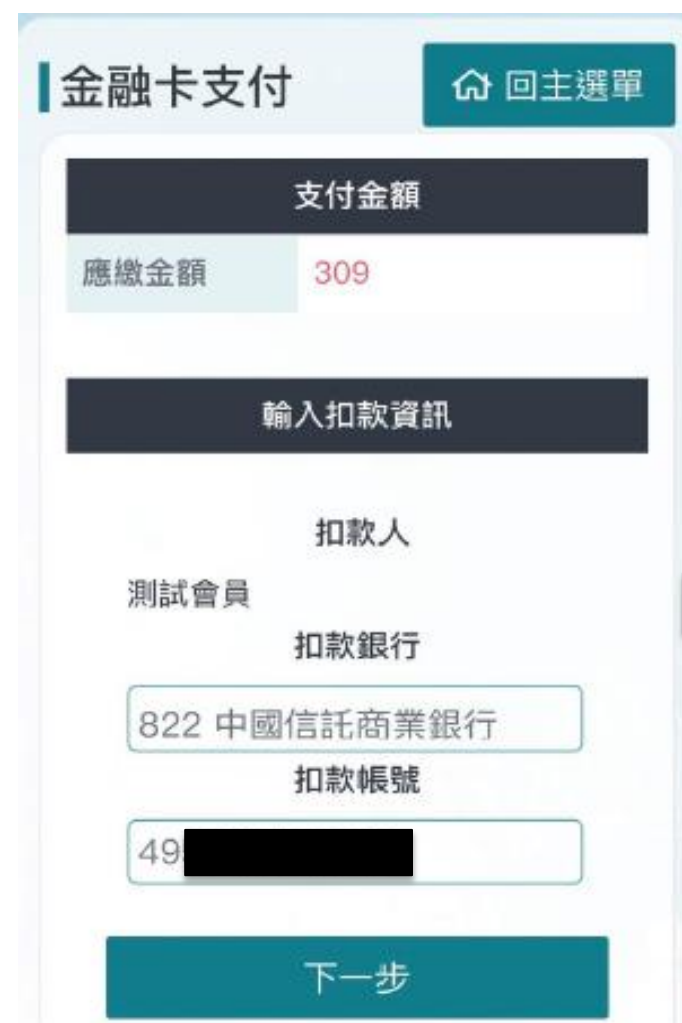 金融卡支付
回主選單
支付金額
應繳金額 309
輸入扣款資訊
扣款人
測試會員
扣款銀行
822 中國信託商業銀行
扣款帳號
49
下一步